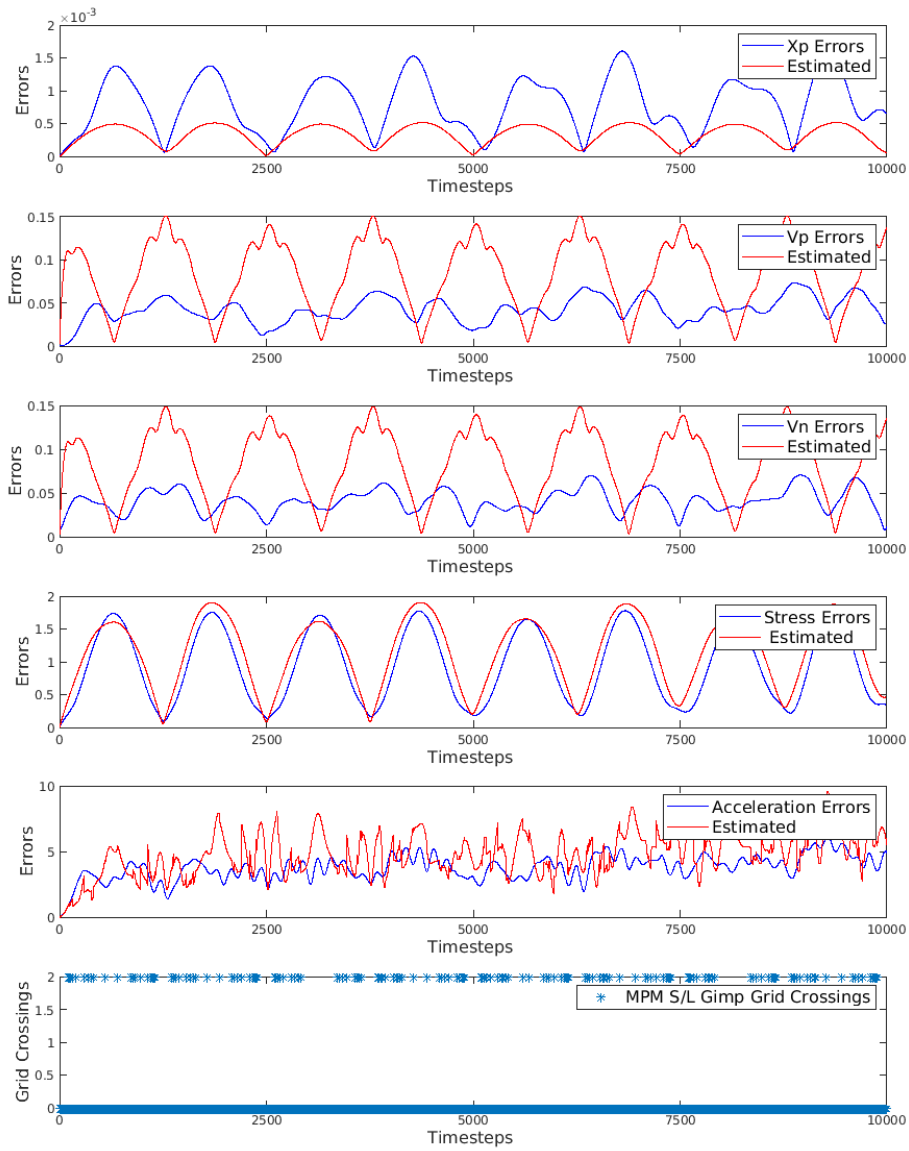 ×10-3
2
1.5
1
0.5
0
Errors
Xp Errors
Estimated
0 2500 5000 7500 10000
Timesteps
0.15
0.1
0.05
0
Errors
Vp Errors
Estimated
0 2500 5000 7500 10000
Timesteps
0.15
0.1
0.05
0
Errors
Vn Errors
Estimated
0 2500 5000 7500 10000
Timesteps
2
1.5
1
0.5
0
Errors
Stress Errors
Estimated
0 2500 5000 7500 10000
Timesteps
10
5
0
Errors
Acceleration Errors
Estimated
0 2500 5000 7500 10000
Timesteps
2
1.5
1
0.5
0
Grid Crossings
MPM S/L Gimp Grid Crossings
0 2500 5000 7500 10000
Timesteps